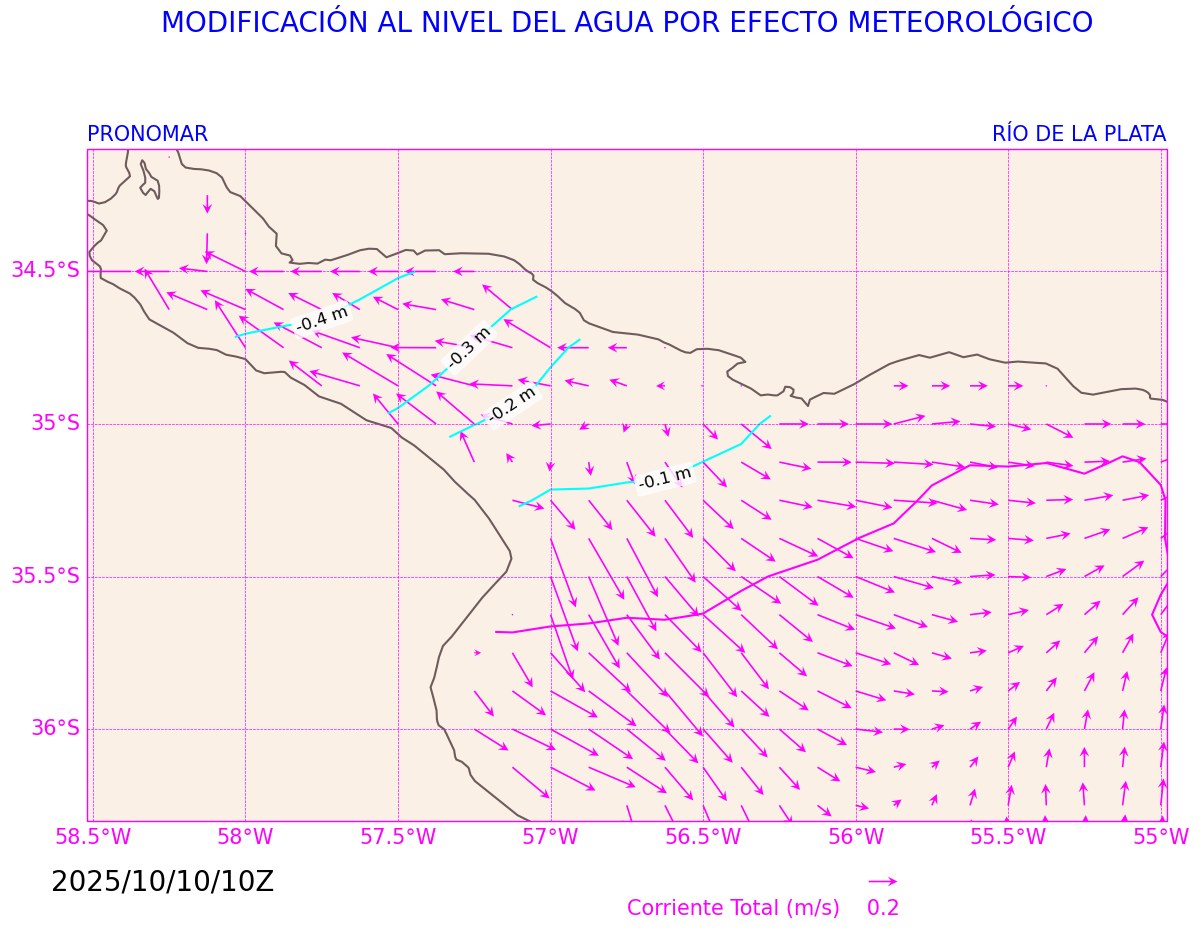 MODIFICACIÓN AL NIVEL DEL AGUA POR EFECTO METEOROLÓGICO
PRONOMAR
RÍO DE LA PLATA
34.5°S
-0.4 m
-0.3 m
-0.2 m
35°S
-0.1 m
35.5°S
36°S
58.5°W 58°W 57.5°W 57°W 56.5°W 56°W 55.5°W 55°W
2025/10/10/10Z
Corriente Total (m/s) 0.2